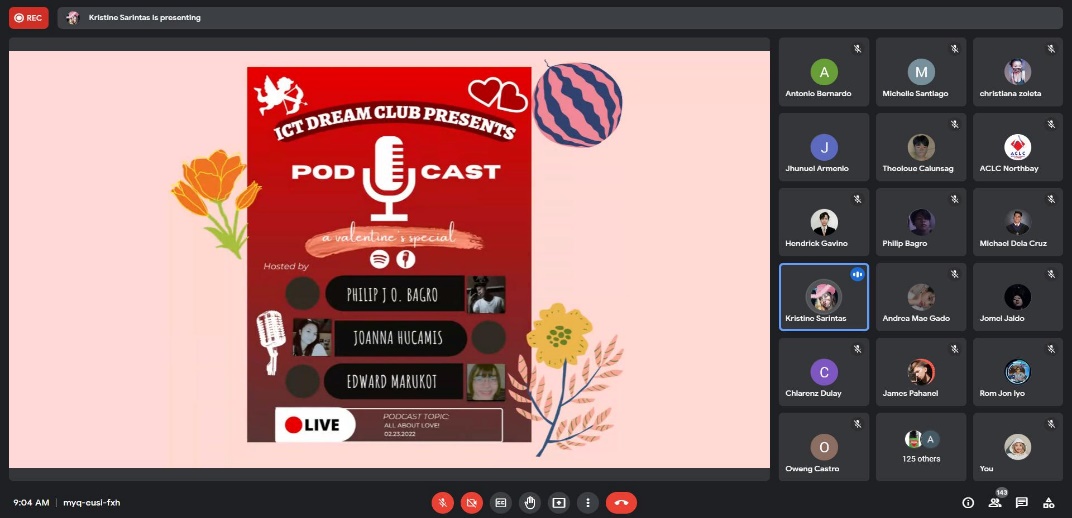 REC
Kristine Sarintas is presenting
ICT DREAM CLUB PRESENTS
POD CAST
a valentine's special
Hosted by
PHILIP J O. BAGRO
JOANNA HUCAMIS
EDWARD MARUKOT
LIVE
PODCAST TOPIC:
ALL ABOUT LOVE!
02.23.2022
A
Antonio Bernardo
M
Michelle Santiago
christiana zoleta
J
Jhunuel Armenio
Theoloue Calunsag
ACLC
ACLC Northbay
Hendrick Gavino
Philip Bagro
Michael Dela Cruz
Kristine Sarintas
Andrea Mae Gado
Jomel Jaldo
C
Chlarenz Dulay
James Pahanel
Rom Jon Iyo
O
Oweng Castro
A
125 others
You
9:04 AM | myq-eusi-fxh
143